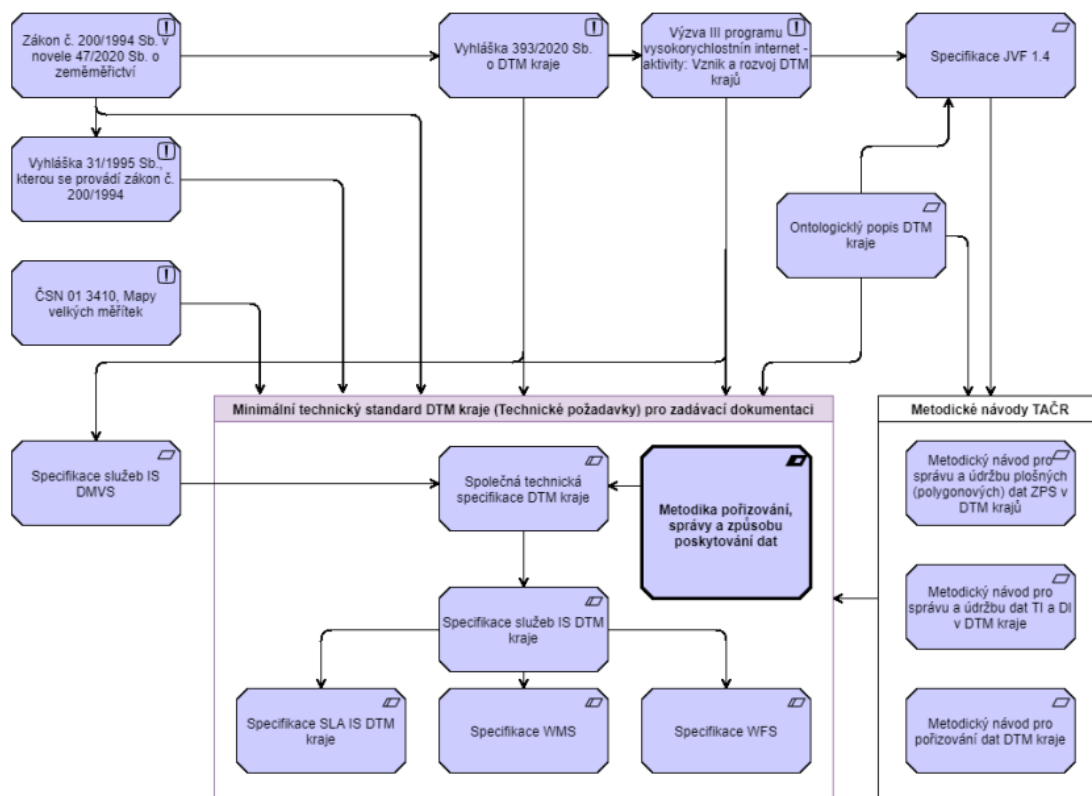 Zákon č. 200/1994 Sb. v
novele 47/2020 Sb. o
zeměměřictví
Vyhláška 393/2020 Sb.
o DTM kraje
Výzva III programu
vysokorychlostnín internet -
aktivity: Vznik a rozvoj DTM
krajů
Specifikace JVF 1.4
Vyhláška 31/1995 Sb.,
kterou se provádí zákon č.
200/1994
Ontologicklý popis DTM
kraje
ČSN 01 3410, Mapy
velkých měřítek
Minimální technický standard DTM kraje (Technické požadavky) pro zadávací dokumentaci
Metodické návody TAČR
Specifikace služeb IS
DMVS
Společná technická
specifikace DTM kraje
Metodika pořizování,
správy a způsobu
poskytování dat
Metodický návod pro
správu a údržbu plošných
(polygonových) dat ZPS v
DTM krajů
Specifikace služeb IS DTM
kraje
Metodický návod pro
správu a údržbu dat TI a DI
v DTM kraje
Specifikace SLA IS DTM
kraje
Specifikace WMS
Specifikace WFS
Metodický návod pro
pořizování dat DTM kraje